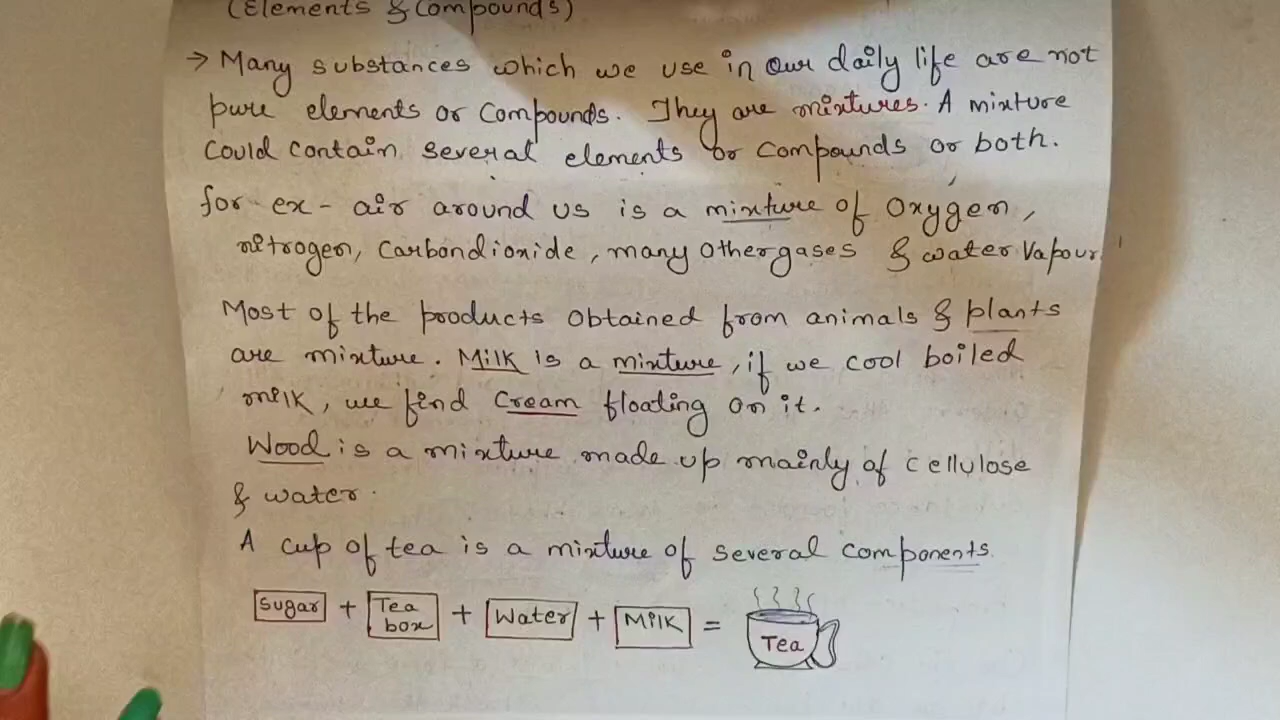 (Elements & Compounds)
→ Many substances which we use in our daily life are not
pure elements or compounds. They are mixtures. A mixture
could contain several elements or compounds or both.
for ex - air around us is a mixture of oxygen,
nitrogen, carbondioxide, many other gases & water vapour
Most of the products obtained from animals & plants
are mixture. Milk is a mixture, if we cool boiled
milk, we find cream floating on it.
Wood is a mixture made up mainly of cellulose
& water.
A cup of tea is a mixture of several components.
Sugar + Tea box + Water + Milk = Tea